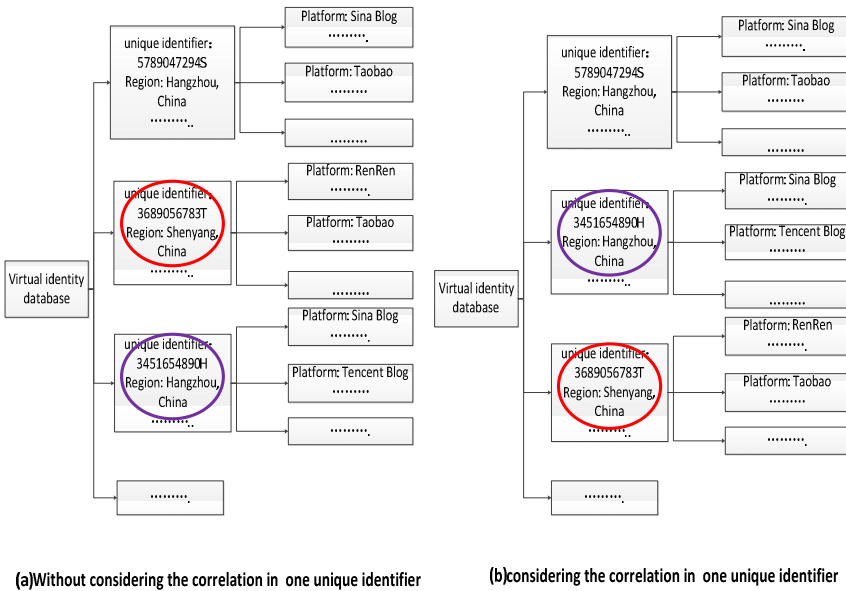 unique identifier:
5789047294S
Region: Hangzhou,
China
………..
Platform: Sina Blog
……….
Platform: Taobao
………
………
unique identifier:
3689056783T
Region: Shenyang,
China
………..
Platform: RenRen
……….
Platform: Taobao
………
………
Virtual identity
database
unique identifier:
3451654890H
Region: Hangzhou,
China
………..
Platform: Sina Blog
……….
Platform: Tencent Blog
………
……….
……….
(a)Without considering the correlation in one unique identifier
unique identifier:
5789047294S
Region: Hangzhou,
China
………..
Platform: Sina Blog
……….
Platform: Taobao
………
………
unique identifier:
3451654890H
Region: Hangzhou,
China
………..
Platform: Sina Blog
……….
Platform: Tencent Blog
………
………
Virtual identity
database
unique identifier:
3689056783T
Region: Shenyang,
China
………..
Platform: RenRen
……….
Platform: Taobao
………
……….
……….
(b)considering the correlation in one unique identifier